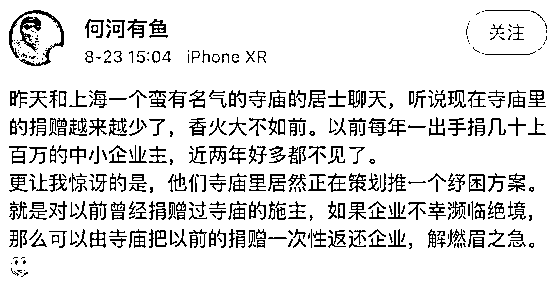 何河有鱼
关注
8-23 15:04 iPhone XR
昨天和上海一个蛮有名气的寺庙的居士聊天，听说现在寺庙里
的捐赠越来越少了，香火大不如前。以前每年一出手捐几十上
百万的中小企业主，近两年好多都不见了。
更让我惊讶的是，他们寺庙里居然正在策划推一个纾困方案。
就是对以前曾经捐赠过寺庙的施主，如果企业不幸濒临绝境，
那么可以由寺庙把以前的捐赠一次性返还企业，解燃眉之急。